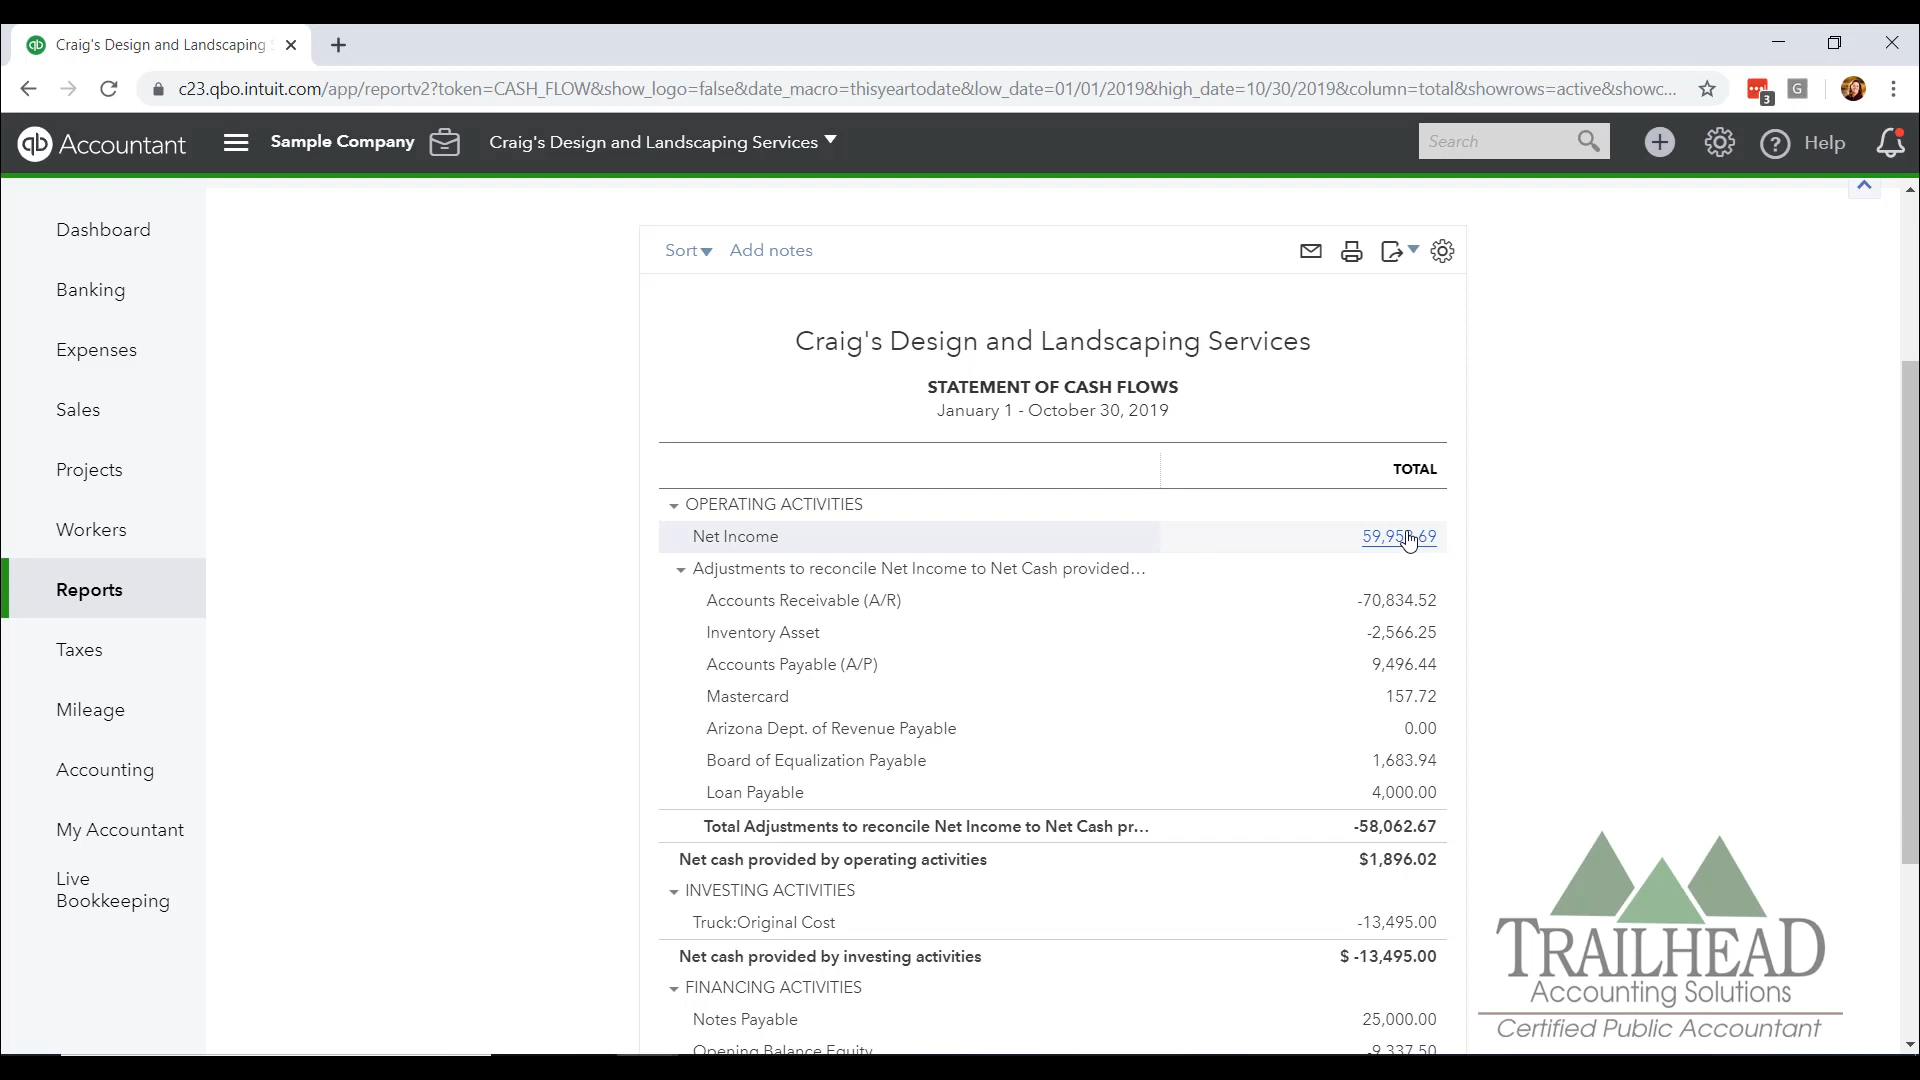 Craig's Design and Landscaping S
c23.qbo.intuit.com/app/reportv2?token=CASH_FLOW&show_logo=false&date_macro=thisyeartodate&low_date=01/01/2019&high_date=10/30/2019&column=total&showrows=active&showc...
3
G
qb Accountant
Sample Company
Craig's Design and Landscaping Services
Search
Help
Dashboard
Banking
Expenses
Sales
Projects
Workers
Reports
Taxes
Mileage
Accounting
My Accountant
Live
Bookkeeping
Sort Add notes
Craig's Design and Landscaping Services
STATEMENT OF CASH FLOWS
January 1 - October 30, 2019
TOTAL
OPERATING ACTIVITIES
Net Income
Adjustments to reconcile Net Income to Net Cash provided...
Accounts Receivable (A/R) -70,834.52
Inventory Asset -2,566.25
Accounts Payable (A/P) 9,496.44
Mastercard 157.72
Arizona Dept. of Revenue Payable 0.00
Board of Equalization Payable 1,683.94
Loan Payable 4,000.00
Total Adjustments to reconcile Net Income to Net Cash pr... -58,062.67
Net cash provided by operating activities $1,896.02
INVESTING ACTIVITIES
Truck:Original Cost -13,495.00
Net cash provided by investing activities $ -13,495.00
FINANCING ACTIVITIES
Notes Payable 25,000.00
Opening Balance Equity -9,337.50
TRAILHEAD
Accounting Solutions
Certified Public Accountant